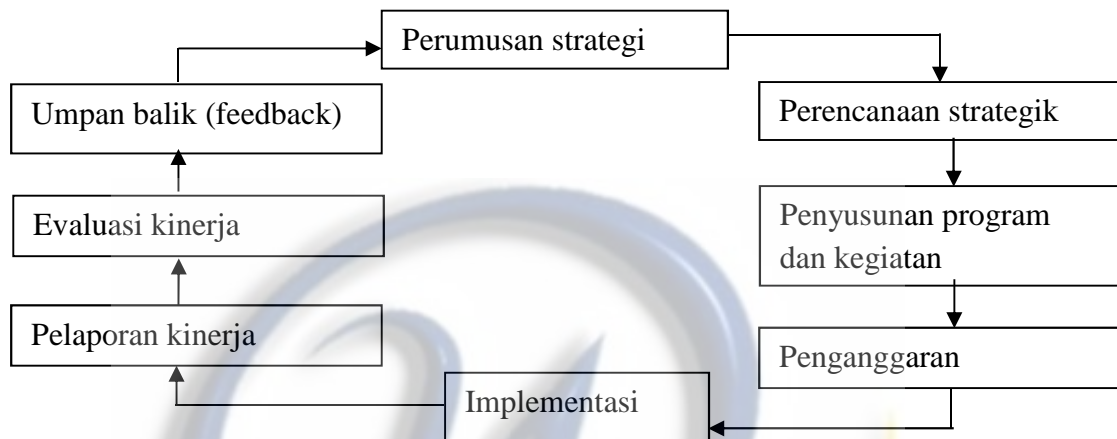 Perumusan strategi
Umpan balik (feedback)
Perencanaan strategik
Evaluasi kinerja
Penyusunan program
dan kegiatan
Pelaporan kinerja
Penganggaran
Implementasi